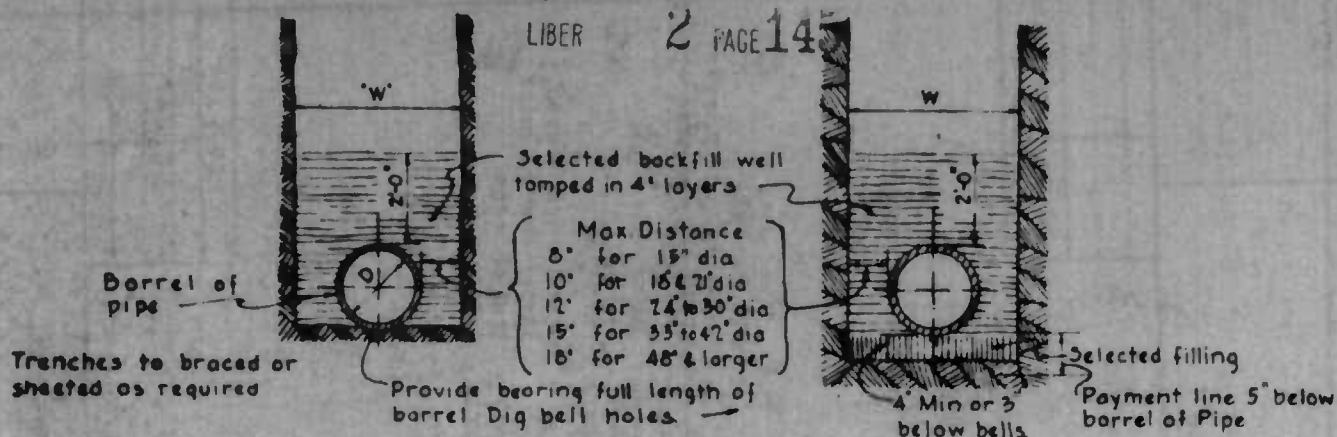 LIBER 2 PAGE 14
"W"
W
2'-0"
2'-0"
D
Selected backfill well
tamped in 4" layers
Max. Distance
8" for 15" dia
10" for 18" & 21" dia
12" for 24" to 30" dia
15" for 33" to 42" dia
18" for 48" & larger
Barrel of
pipe
Trenches to braced or
sheeted as required
Provide bearing full length of
barrel Dig bell holes
Selected filling
4" Min or 3"
below bells
Payment line 5" below
barrel of Pipe